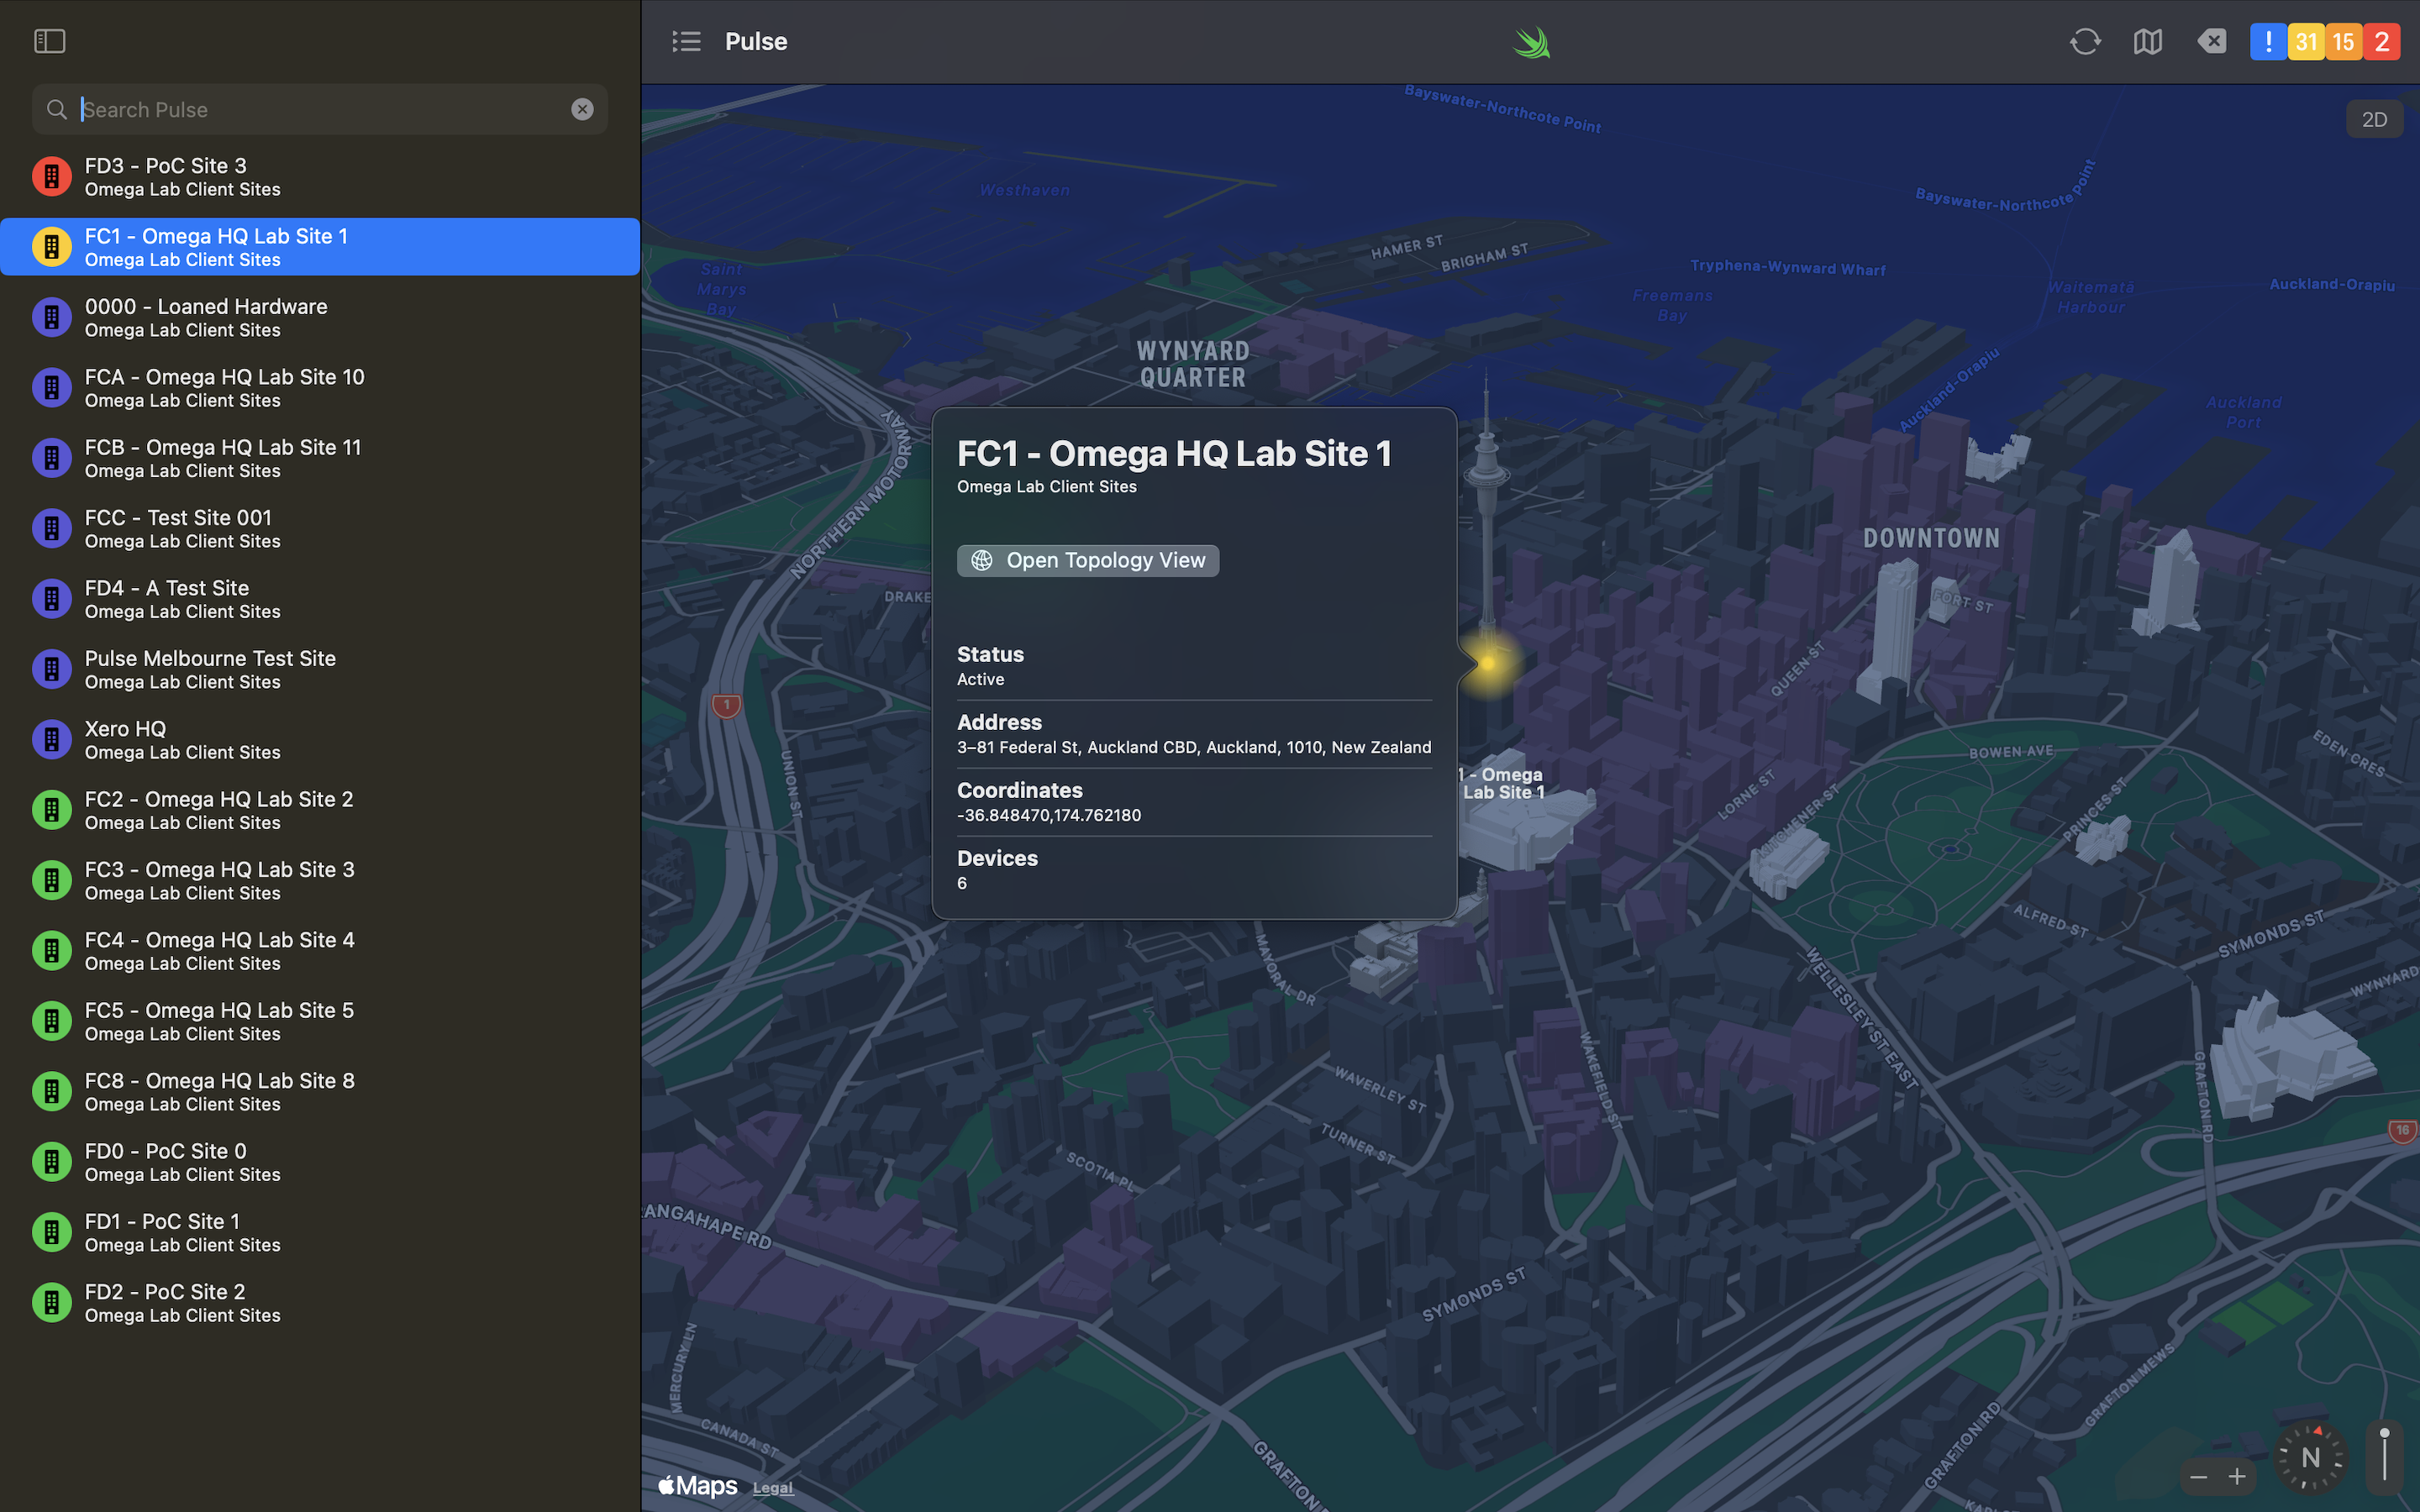 Search Pulse
FD3 - PoC Site 3
Omega Lab Client Sites
FC1 - Omega HQ Lab Site 1
Omega Lab Client Sites
0000 - Loaned Hardware
Omega Lab Client Sites
FCA - Omega HQ Lab Site 10
Omega Lab Client Sites
FCB - Omega HQ Lab Site 11
Omega Lab Client Sites
FCC - Test Site 001
Omega Lab Client Sites
FD4 - A Test Site
Omega Lab Client Sites
Pulse Melbourne Test Site
Omega Lab Client Sites
Xero HQ
Omega Lab Client Sites
FC2 - Omega HQ Lab Site 2
Omega Lab Client Sites
FC3 - Omega HQ Lab Site 3
Omega Lab Client Sites
FC4 - Omega HQ Lab Site 4
Omega Lab Client Sites
FC5 - Omega HQ Lab Site 5
Omega Lab Client Sites
FC8 - Omega HQ Lab Site 8
Omega Lab Client Sites
FD0 - PoC Site 0
Omega Lab Client Sites
FD1 - PoC Site 1
Omega Lab Client Sites
FD2 - PoC Site 2
Omega Lab Client Sites
Pulse
! 31 15 2
2D
Bayswater-Northcote Point
Bayswater-Northcote Point
Westhaven
HAMER ST
BRIGHAM ST
Saint
Marys
Bay
Tryphena-Wynward Wharf
Freemans
Bay
Waitematā
Harbour
Auckland-Orapiu
WYNYARD
QUARTER
Auckland-Orapiu
Auckland
Port
NORTHERN MOTORWAY
FC1 - Omega HQ Lab Site 1
Omega Lab Client Sites
Open Topology View
Status
Active
Address
3–81 Federal St, Auckland CBD, Auckland, 1010, New Zealand
Coordinates
-36.848470,174.762180
Devices
6
DOWNTOWN
DRAKE
FORT ST
QUEEN ST
1
UNION ST
1 - Omega
Lab Site 1
LORNE ST
KITCHENER ST
BOWEN AVE
PRINCES ST
EDEN CRES
ALFRED ST
SYMONDS ST
WYNYARD
MAYORAL DR
WELLESLEY ST EAST
WAKEFIELD ST
WAVERLEY ST
TURNER ST
SCOTIA PL
GRAFTON RD
16
ANGAHAPE RD
SYMONDS ST
MERCURY LN
CANADA ST
GRAFTON
GRAFTON RD
GRAFTON MEWS
Maps
Legal
N